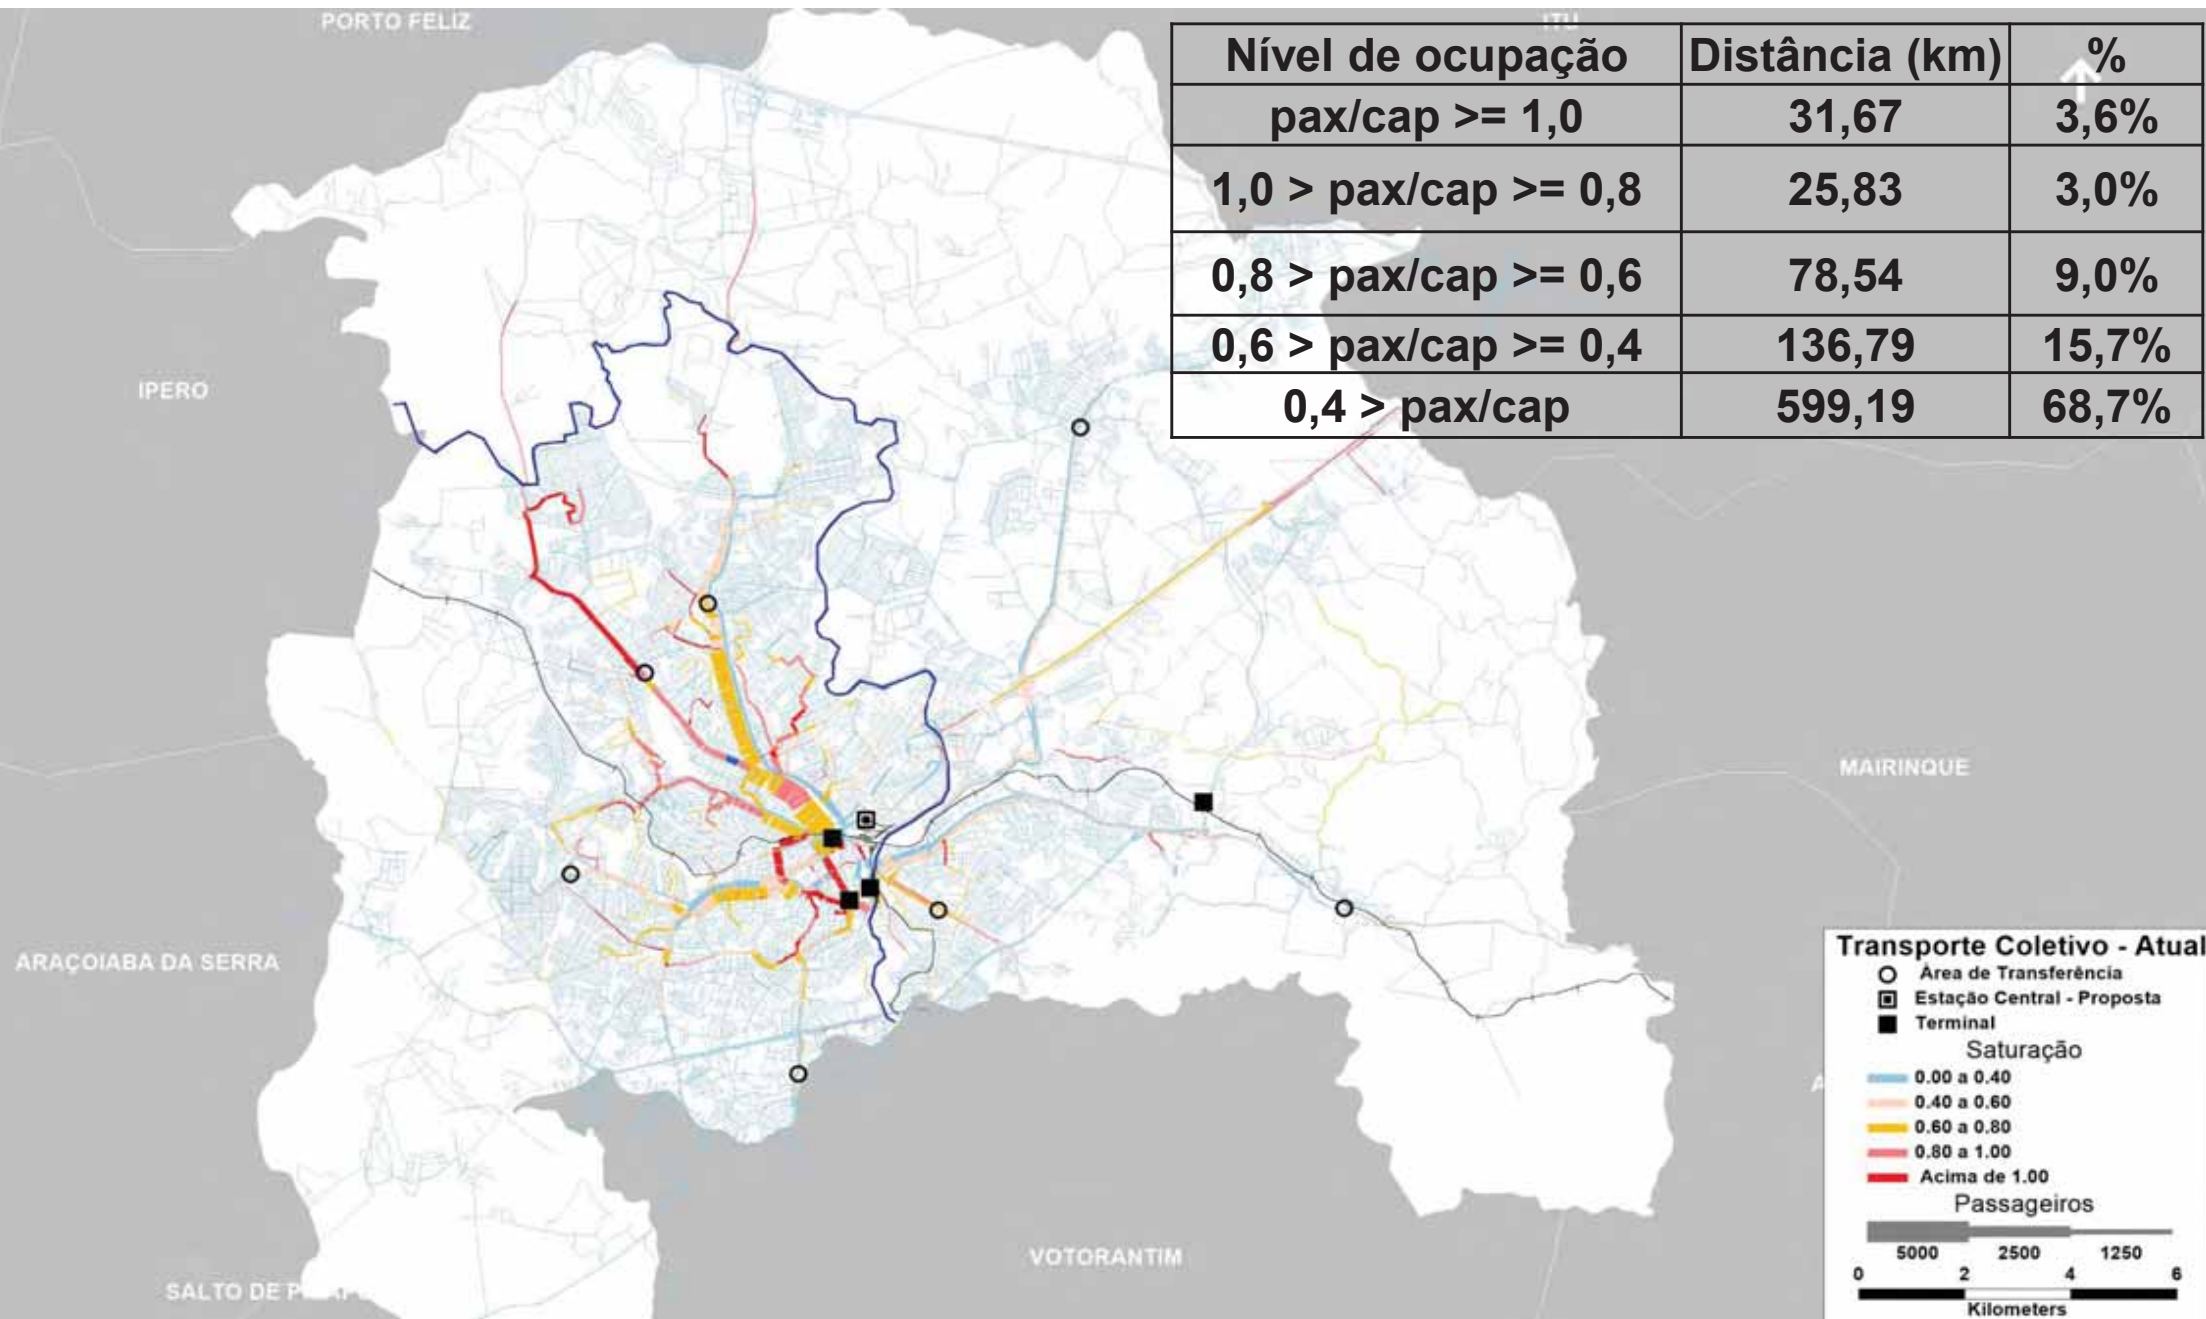 PORTO FELIZ
ITU
Nível de ocupação Distância (km) %
pax/cap >= 1,0 31,67 3,6%
1,0 > pax/cap >= 0,8 25,83 3,0%
0,8 > pax/cap >= 0,6 78,54 9,0%
0,6 > pax/cap >= 0,4 136,79 15,7%
0,4 > pax/cap 599,19 68,7%
IPERO
MAIRINQUE
ARAÇOIABA DA SERRA
VOTORANTIM
SALTO DE
Transporte Coletivo - Atual
Área de Transferência
Estação Central - Proposta
Terminal
Saturação
0.00 a 0.40
0.40 a 0.60
0.60 a 0.80
0.80 a 1.00
Acima de 1.00
Passageiros
5000 2500 1250
0 2 4 6
Kilometers